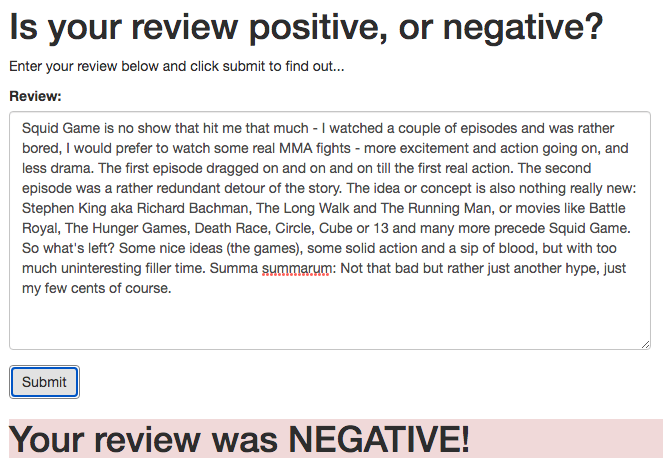 Is your review positive, or negative?
Enter your review below and click submit to find out...
Review:
Squid Game is no show that hit me that much - I watched a couple of episodes and was rather
bored, I would prefer to watch some real MMA fights - more excitement and action going on, and
less drama. The first episode dragged on and on and on till the first real action. The second
episode was a rather redundant detour of the story. The idea or concept is also nothing really new:
Stephen King aka Richard Bachman, The Long Walk and The Running Man, or movies like Battle
Royal, The Hunger Games, Death Race, Circle, Cube or 13 and many more precede Squid Game.
So what's left? Some nice ideas (the games), some solid action and a sip of blood, but with too
much uninteresting filler time. Summa summarum: Not that bad but rather just another hype, just
my few cents of course.
Submit
Your review was NEGATIVE!